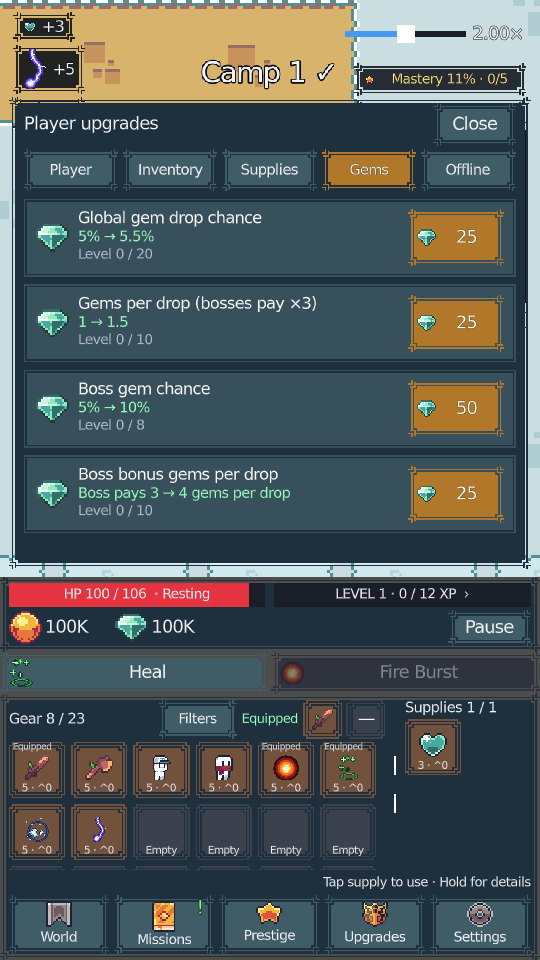 +3
2.00×
+5
Camp 1 ✓
Mastery 11% · 0/5
Player upgrades
Close
Player
Inventory
Supplies
Gems
Offline
Global gem drop chance
5% → 5.5%
Level 0 / 20
25
Gems per drop (bosses pay ×3)
1 → 1.5
Level 0 / 10
25
Boss gem chance
5% → 10%
Level 0 / 8
50
Boss bonus gems per drop
Boss pays 3 → 4 gems per drop
Level 0 / 10
25
HP 100 / 106 · Resting
LEVEL 1 · 0 / 12 XP ›
100K
100K
Pause
Heal
Fire Burst
Gear 8 / 23
Filters
Equipped
—
Supplies 1 / 1
Equipped
5 · ^0
5 · ^0
5 · ^0
5 · ^0
Equipped
5 · ^0
Equipped
5 · ^0
3 · ^0
5 · ^0
5 · ^0
Empty
Empty
Empty
Empty
Tap supply to use · Hold for details
World
!
Missions
Prestige
Upgrades
Settings